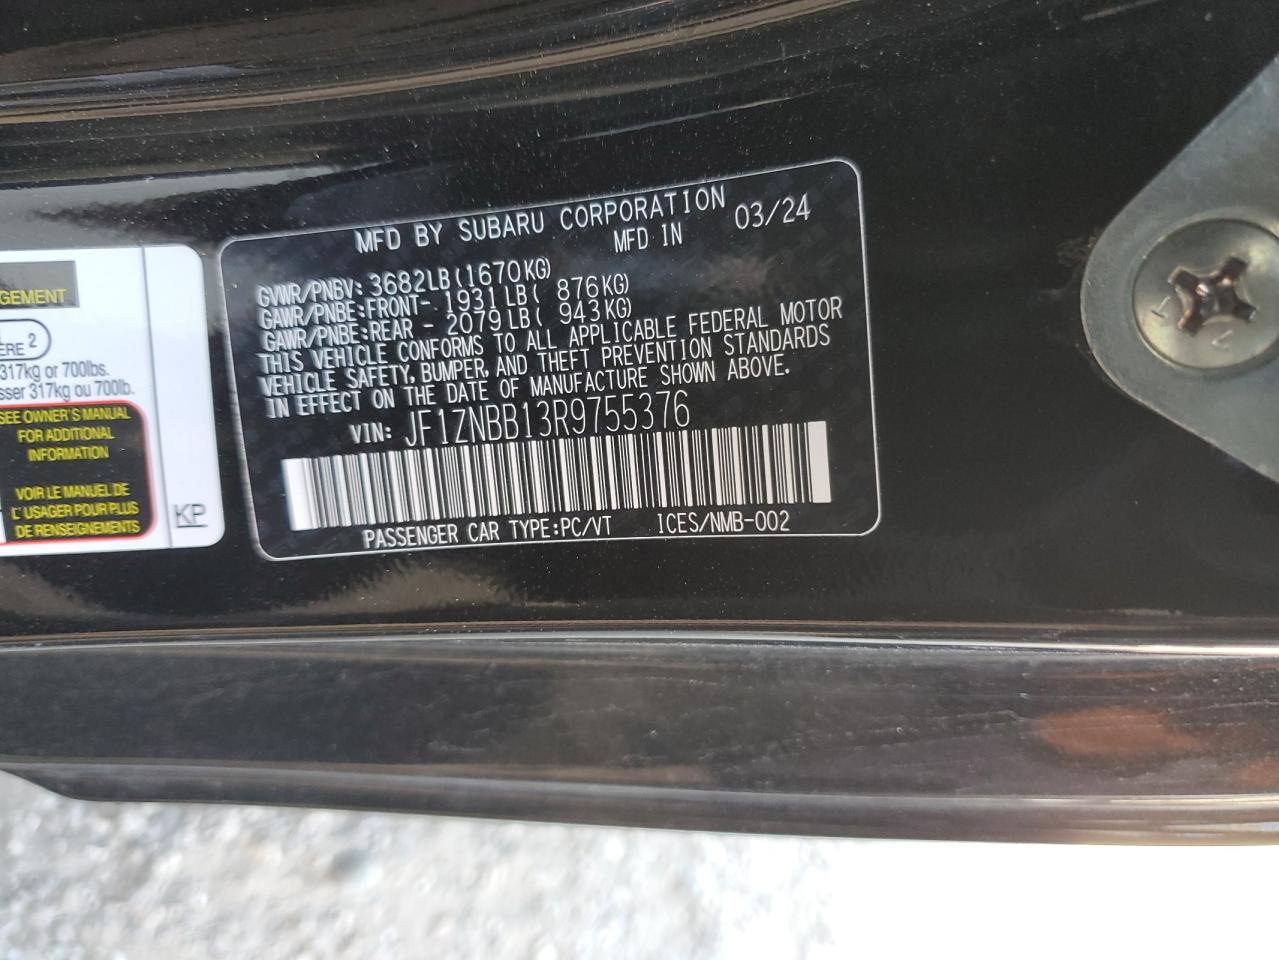 GEMENT
ERE 2
317kg or 700lbs.
sser 317kg ou 700lb.
SEE OWNER'S MANUAL
FOR ADDITIONAL
INFORMATION
VOIR LE MANUEL DE
L' USAGER POUR PLUS
DE RENSEIGNEMENTS
KP
MFD BY SUBARU CORPORATION
MFD IN 03/24
GVWR/PNBV: 3682LB(1670KG)
GAWR/PNBE:FRONT- 1931LB( 876KG)
GAWR/PNBE:REAR - 2079LB( 943KG)
THIS VEHICLE CONFORMS TO ALL APPLICABLE FEDERAL MOTOR
VEHICLE SAFETY, BUMPER, AND THEFT PREVENTION STANDARDS
IN EFFECT ON THE DATE OF MANUFACTURE SHOWN ABOVE.
VIN: JF1ZNBB13R9755376
PASSENGER CAR TYPE:PC/VT ICES/NMB-002